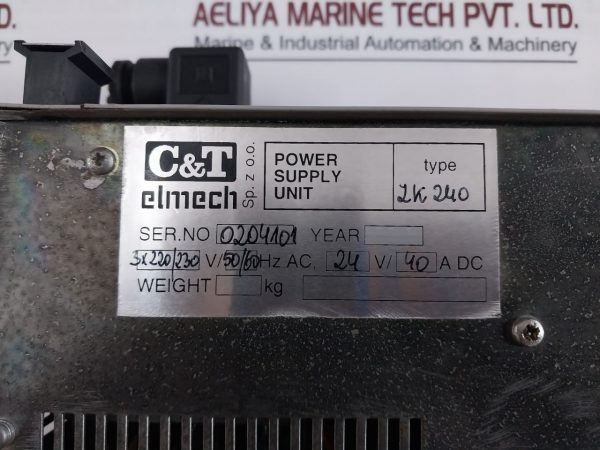 AELIYA MARINE TECH PVT. LTD.
Marine & Industrial Automation & Machinery
C&T
elmech
Sp. z o.o.
POWER
SUPPLY
UNIT
type
ZK 240
SER.NO 0204101 YEAR
3x220/230 V/50/60Hz AC, 24 V/ 40 A DC
WEIGHT kg